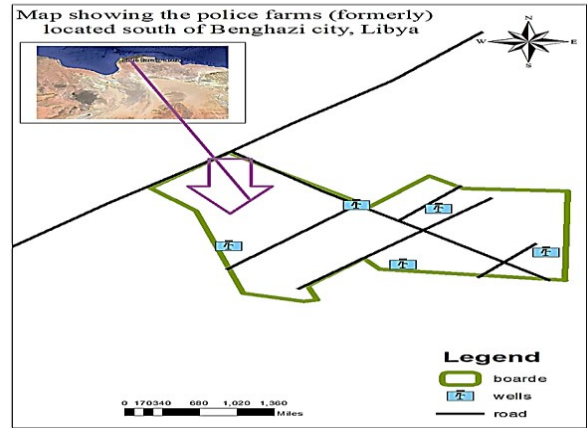 Map showing the police farms (formerly)
located south of Benghazi city, Libya
N
W E
S
Legend
boarde
wells
road
0 170340 680 1,020 1,360
Miles